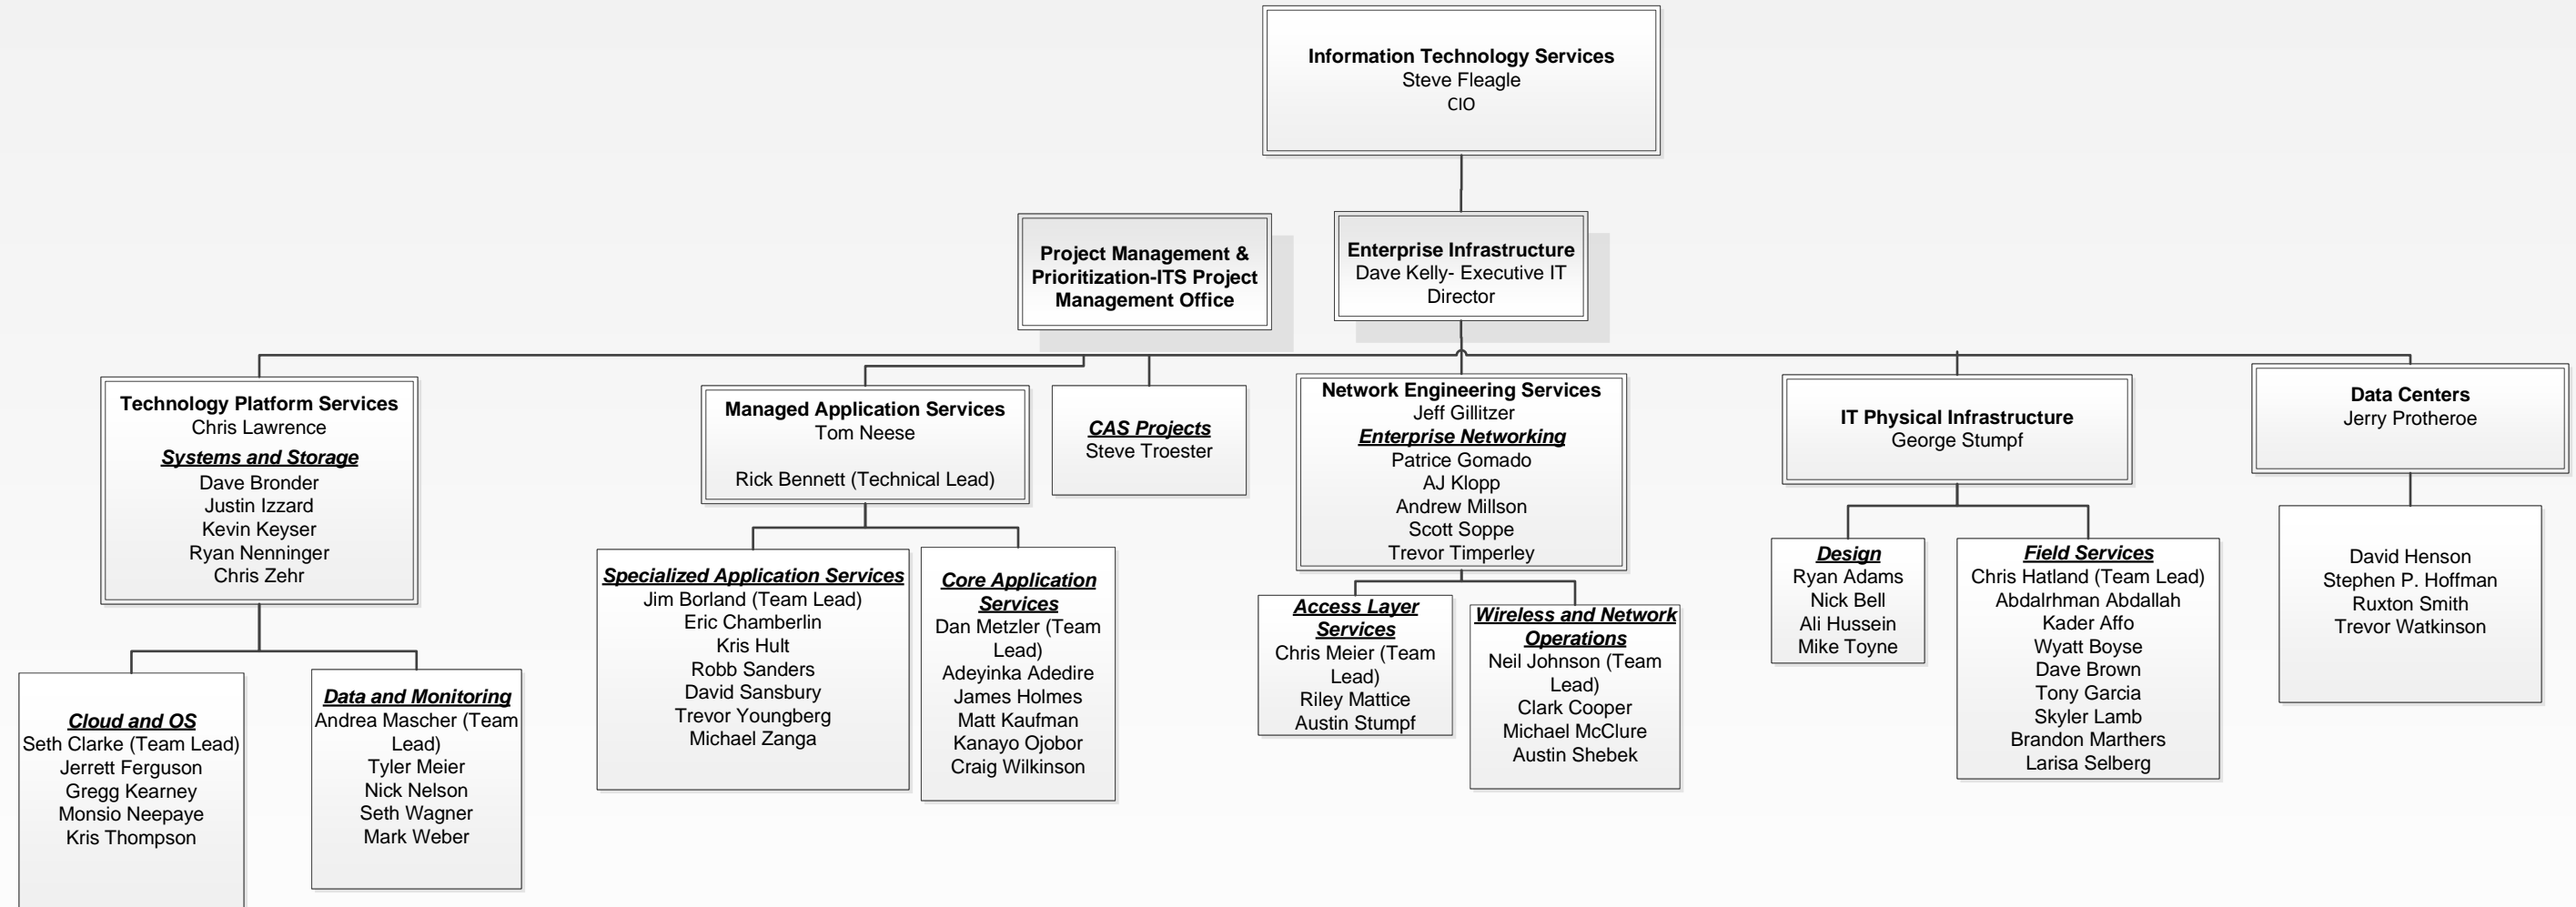 Information Technology Services
Steve Fleagle
CIO
Project Management &
Prioritization-ITS Project
Management Office
Enterprise Infrastructure
Dave Kelly- Executive IT
Director
Technology Platform Services
Chris Lawrence
Systems and Storage
Dave Bronder
Justin Izzard
Kevin Keyser
Ryan Nenninger
Chris Zehr
Cloud and OS
Seth Clarke (Team Lead)
Jerrett Ferguson
Gregg Kearney
Monsio Neepaye
Kris Thompson
Data and Monitoring
Andrea Mascher (Team
Lead)
Tyler Meier
Nick Nelson
Seth Wagner
Mark Weber
Managed Application Services
Tom Neese
Rick Bennett (Technical Lead)
Specialized Application Services
Jim Borland (Team Lead)
Eric Chamberlin
Kris Hult
Robb Sanders
David Sansbury
Trevor Youngberg
Michael Zanga
Core Application
Services
Dan Metzler (Team
Lead)
Adeyinka Adedire
James Holmes
Matt Kaufman
Kanayo Ojobor
Craig Wilkinson
CAS Projects
Steve Troester
Network Engineering Services
Jeff Gillitzer
Enterprise Networking
Patrice Gomado
AJ Klopp
Andrew Millson
Scott Soppe
Trevor Timperley
Access Layer
Services
Chris Meier (Team
Lead)
Riley Mattice
Austin Stumpf
Wireless and Network
Operations
Neil Johnson (Team
Lead)
Clark Cooper
Michael McClure
Austin Shebek
IT Physical Infrastructure
George Stumpf
Design
Ryan Adams
Nick Bell
Ali Hussein
Mike Toyne
Field Services
Chris Hatland (Team Lead)
Abdalrhman Abdallah
Kader Affo
Wyatt Boyse
Dave Brown
Tony Garcia
Skyler Lamb
Brandon Marthers
Larisa Selberg
Data Centers
Jerry Protheroe
David Henson
Stephen P. Hoffman
Ruxton Smith
Trevor Watkinson